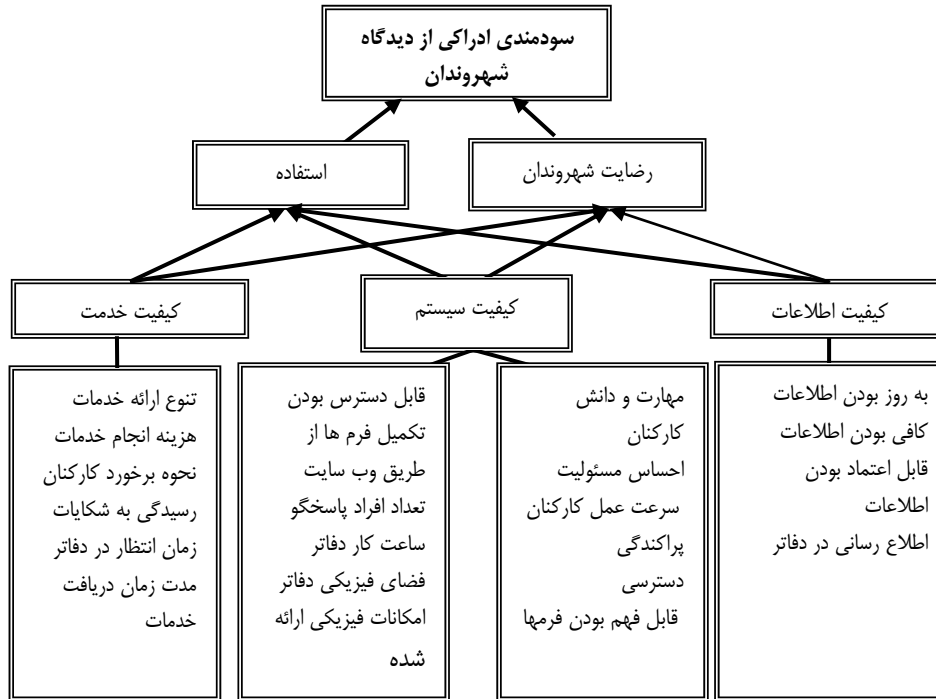 سودمندی ادراکی از دیدگاه
شهروندان
رضایت شهروندان
استفاده
کیفیت اطلاعات
کیفیت سیستم
کیفیت خدمت
به روز بودن اطلاعات
کافی بودن اطلاعات
قابل اعتماد بودن
اطلاعات
اطلاع رسانی در دفاتر
مهارت و دانش
کارکنان
احساس مسئولیت
سرعت عمل کارکنان
پراکندگی
دسترسی
قابل فهم بودن فرمها
قابل دسترس بودن
تکمیل فرم ها از
طریق وب سایت
تعداد افراد پاسخگو
ساعت کار دفاتر
فضای فیزیکی دفاتر
امکانات فیزیکی ارائه
شده
تنوع ارائه خدمات
هزینه انجام خدمات
نحوه برخورد کارکنان
رسیدگی به شکایات
زمان انتظار در دفاتر
مدت زمان دریافت
خدمات